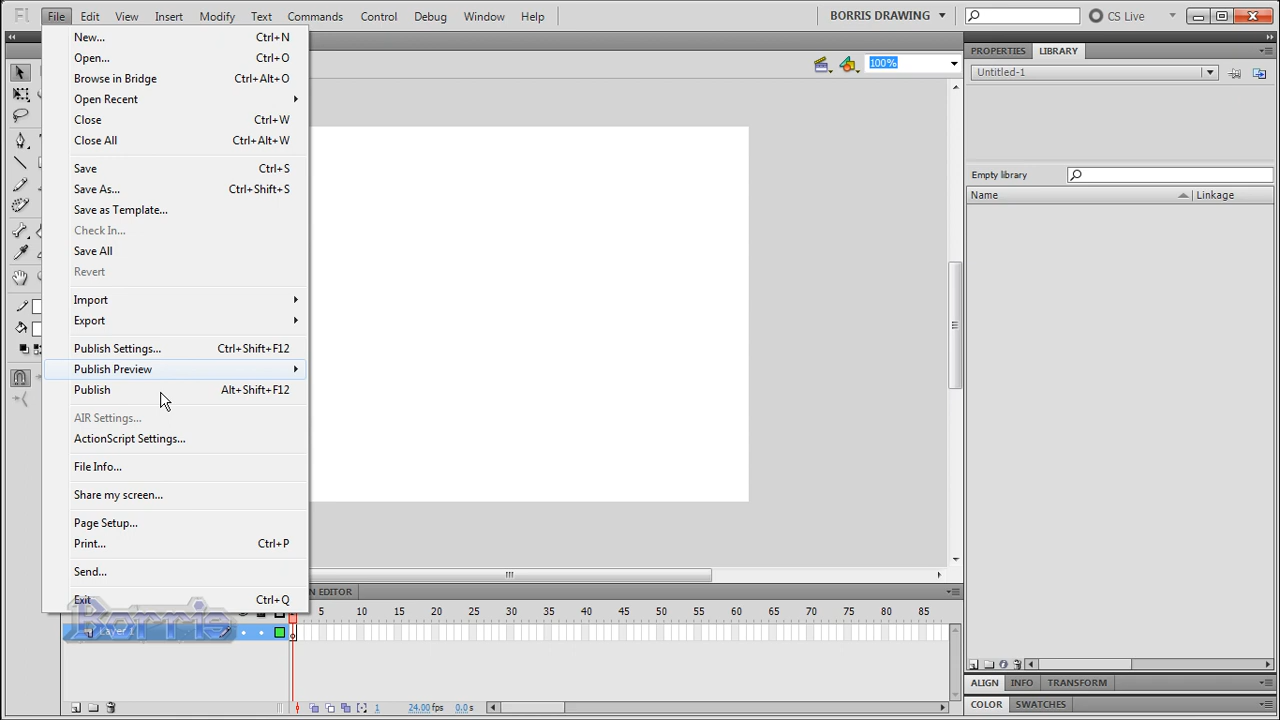 Fl File Edit View Insert Modify Text Commands Control Debug Window Help BORRIS DRAWING CS Live
New... Ctrl+N
Open... Ctrl+O
Browse in Bridge Ctrl+Alt+O
Open Recent
Close Ctrl+W
Close All Ctrl+Alt+W
Save Ctrl+S
Save As... Ctrl+Shift+S
Save as Template...
Check In...
Save All
Revert
Import
Export
Publish Settings... Ctrl+Shift+F12
Publish Preview
Publish Alt+Shift+F12
AIR Settings...
ActionScript Settings...
File Info...
Share my screen...
Page Setup...
Print... Ctrl+P
Send...
Exit Ctrl+Q
100%
PROPERTIES LIBRARY
Untitled-1
Empty library
Name Linkage
EDITOR
5 10 15 20 25 30 35 40 45 50 55 60 65 70 75 80 85
Borris
1 24.00 fps 0.0 s
ALIGN INFO TRANSFORM
COLOR SWATCHES